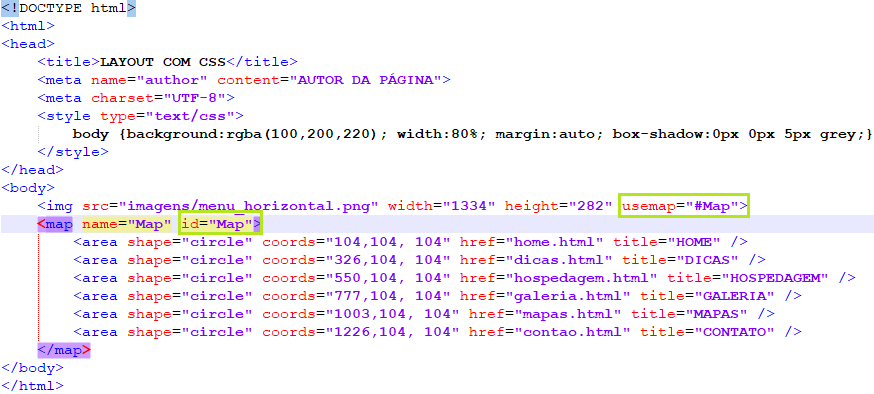 <!DOCTYPE html>
<html>
<head>
    <title>LAYOUT COM CSS</title>
    <meta name="author" content="AUTOR DA PÁGINA">
    <meta charset="UTF-8">
    <style type="text/css">
        body {background:rgba(100,200,220); width:80%; margin:auto; box-shadow:0px 0px 5px grey;}
    </style>
</head>
<body>
    <img src="imagens/menu_horizontal.png" width="1334" height="282" usemap="#Map">
    <map name="Map" id="Map">
        <area shape="circle" coords="104,104, 104" href="home.html" title="HOME" />
        <area shape="circle" coords="326,104, 104" href="dicas.html" title="DICAS" />
        <area shape="circle" coords="550,104, 104" href="hospedagem.html" title="HOSPEDAGEM" />
        <area shape="circle" coords="777,104, 104" href="galeria.html" title="GALERIA" />
        <area shape="circle" coords="1003,104, 104" href="mapas.html" title="MAPAS" />
        <area shape="circle" coords="1226,104, 104" href="contao.html" title="CONTATO" />
    </map>
</body>
</html>